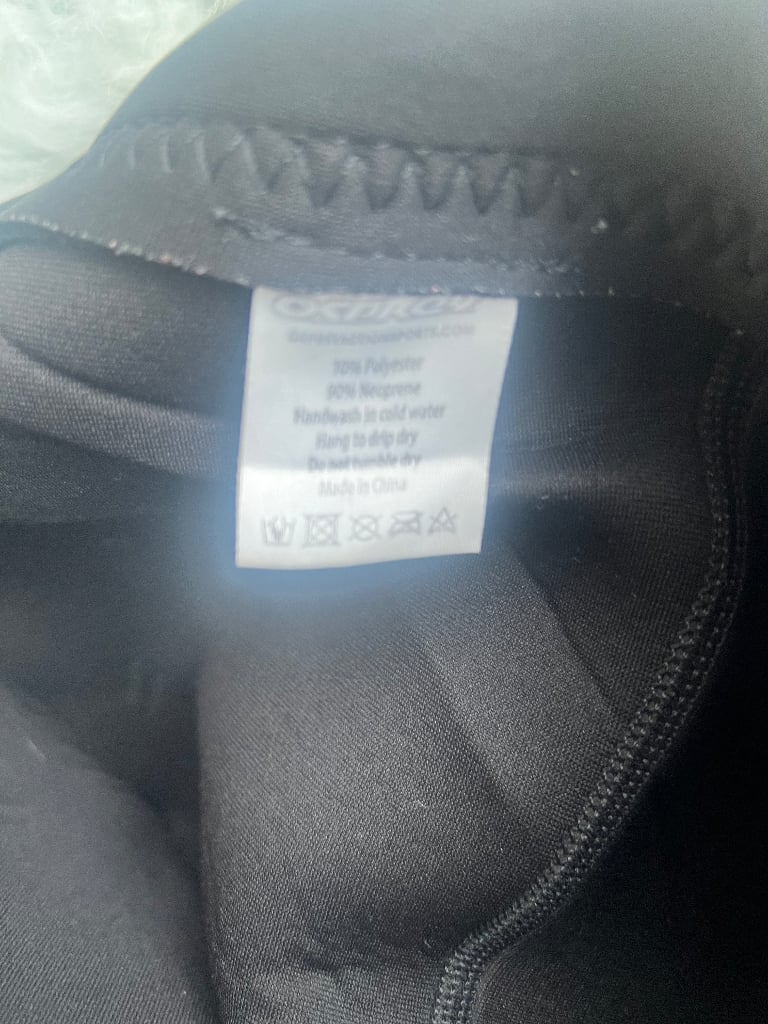 10% Polyester
90% Neoprene
Handwash in cold water
Hang to drip dry
Do not tumble dry
Made in China